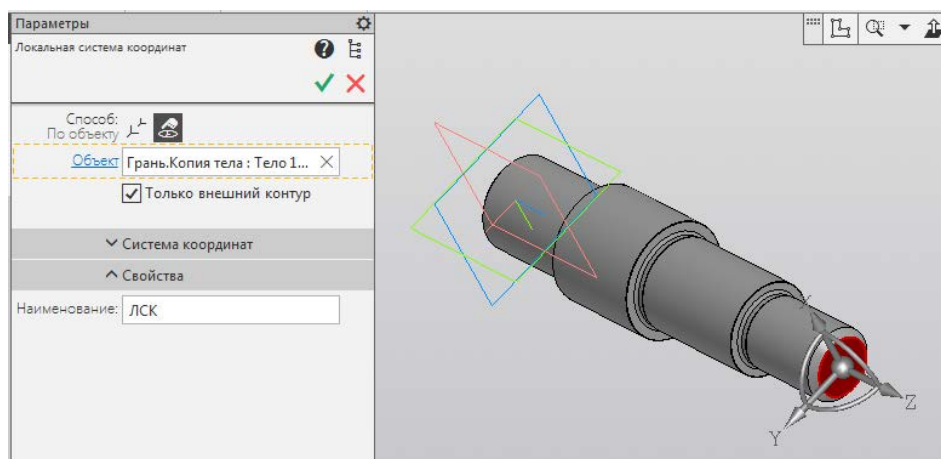 Параметры
Локальная система координат
Способ:
По объекту
Объект Грань.Копия тела : Тело 1...
Только внешний контур
Система координат
Свойства
Наименование: ЛСК
Z
Y